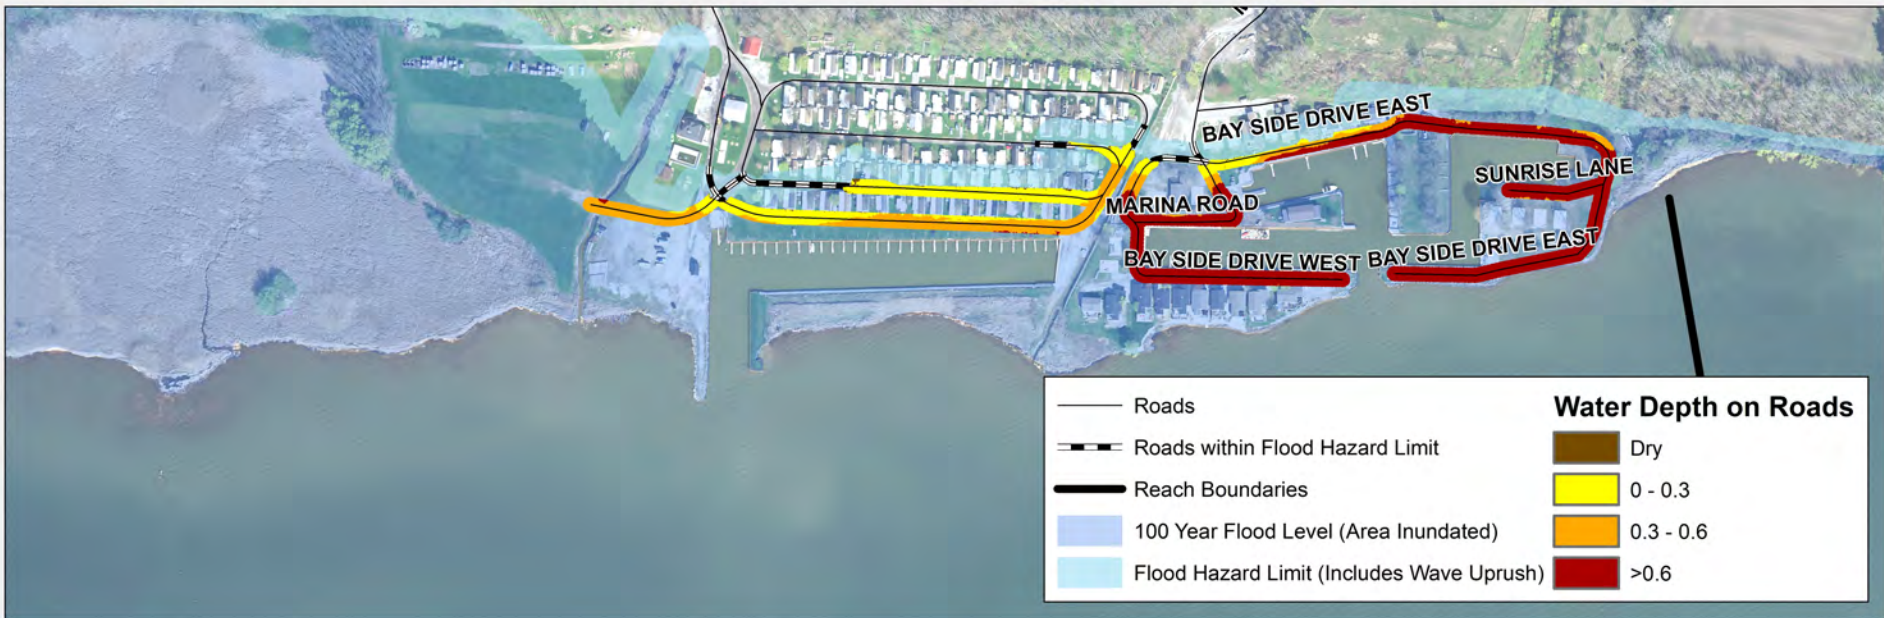 BAY SIDE DRIVE EAST
SUNRISE LANE
MARINA ROAD
BAY SIDE DRIVE WEST
BAY SIDE DRIVE EAST
Roads
Roads within Flood Hazard Limit
Reach Boundaries
100 Year Flood Level (Area Inundated)
Flood Hazard Limit (Includes Wave Uprush)
Water Depth on Roads
Dry
0 - 0.3
0.3 - 0.6
>0.6